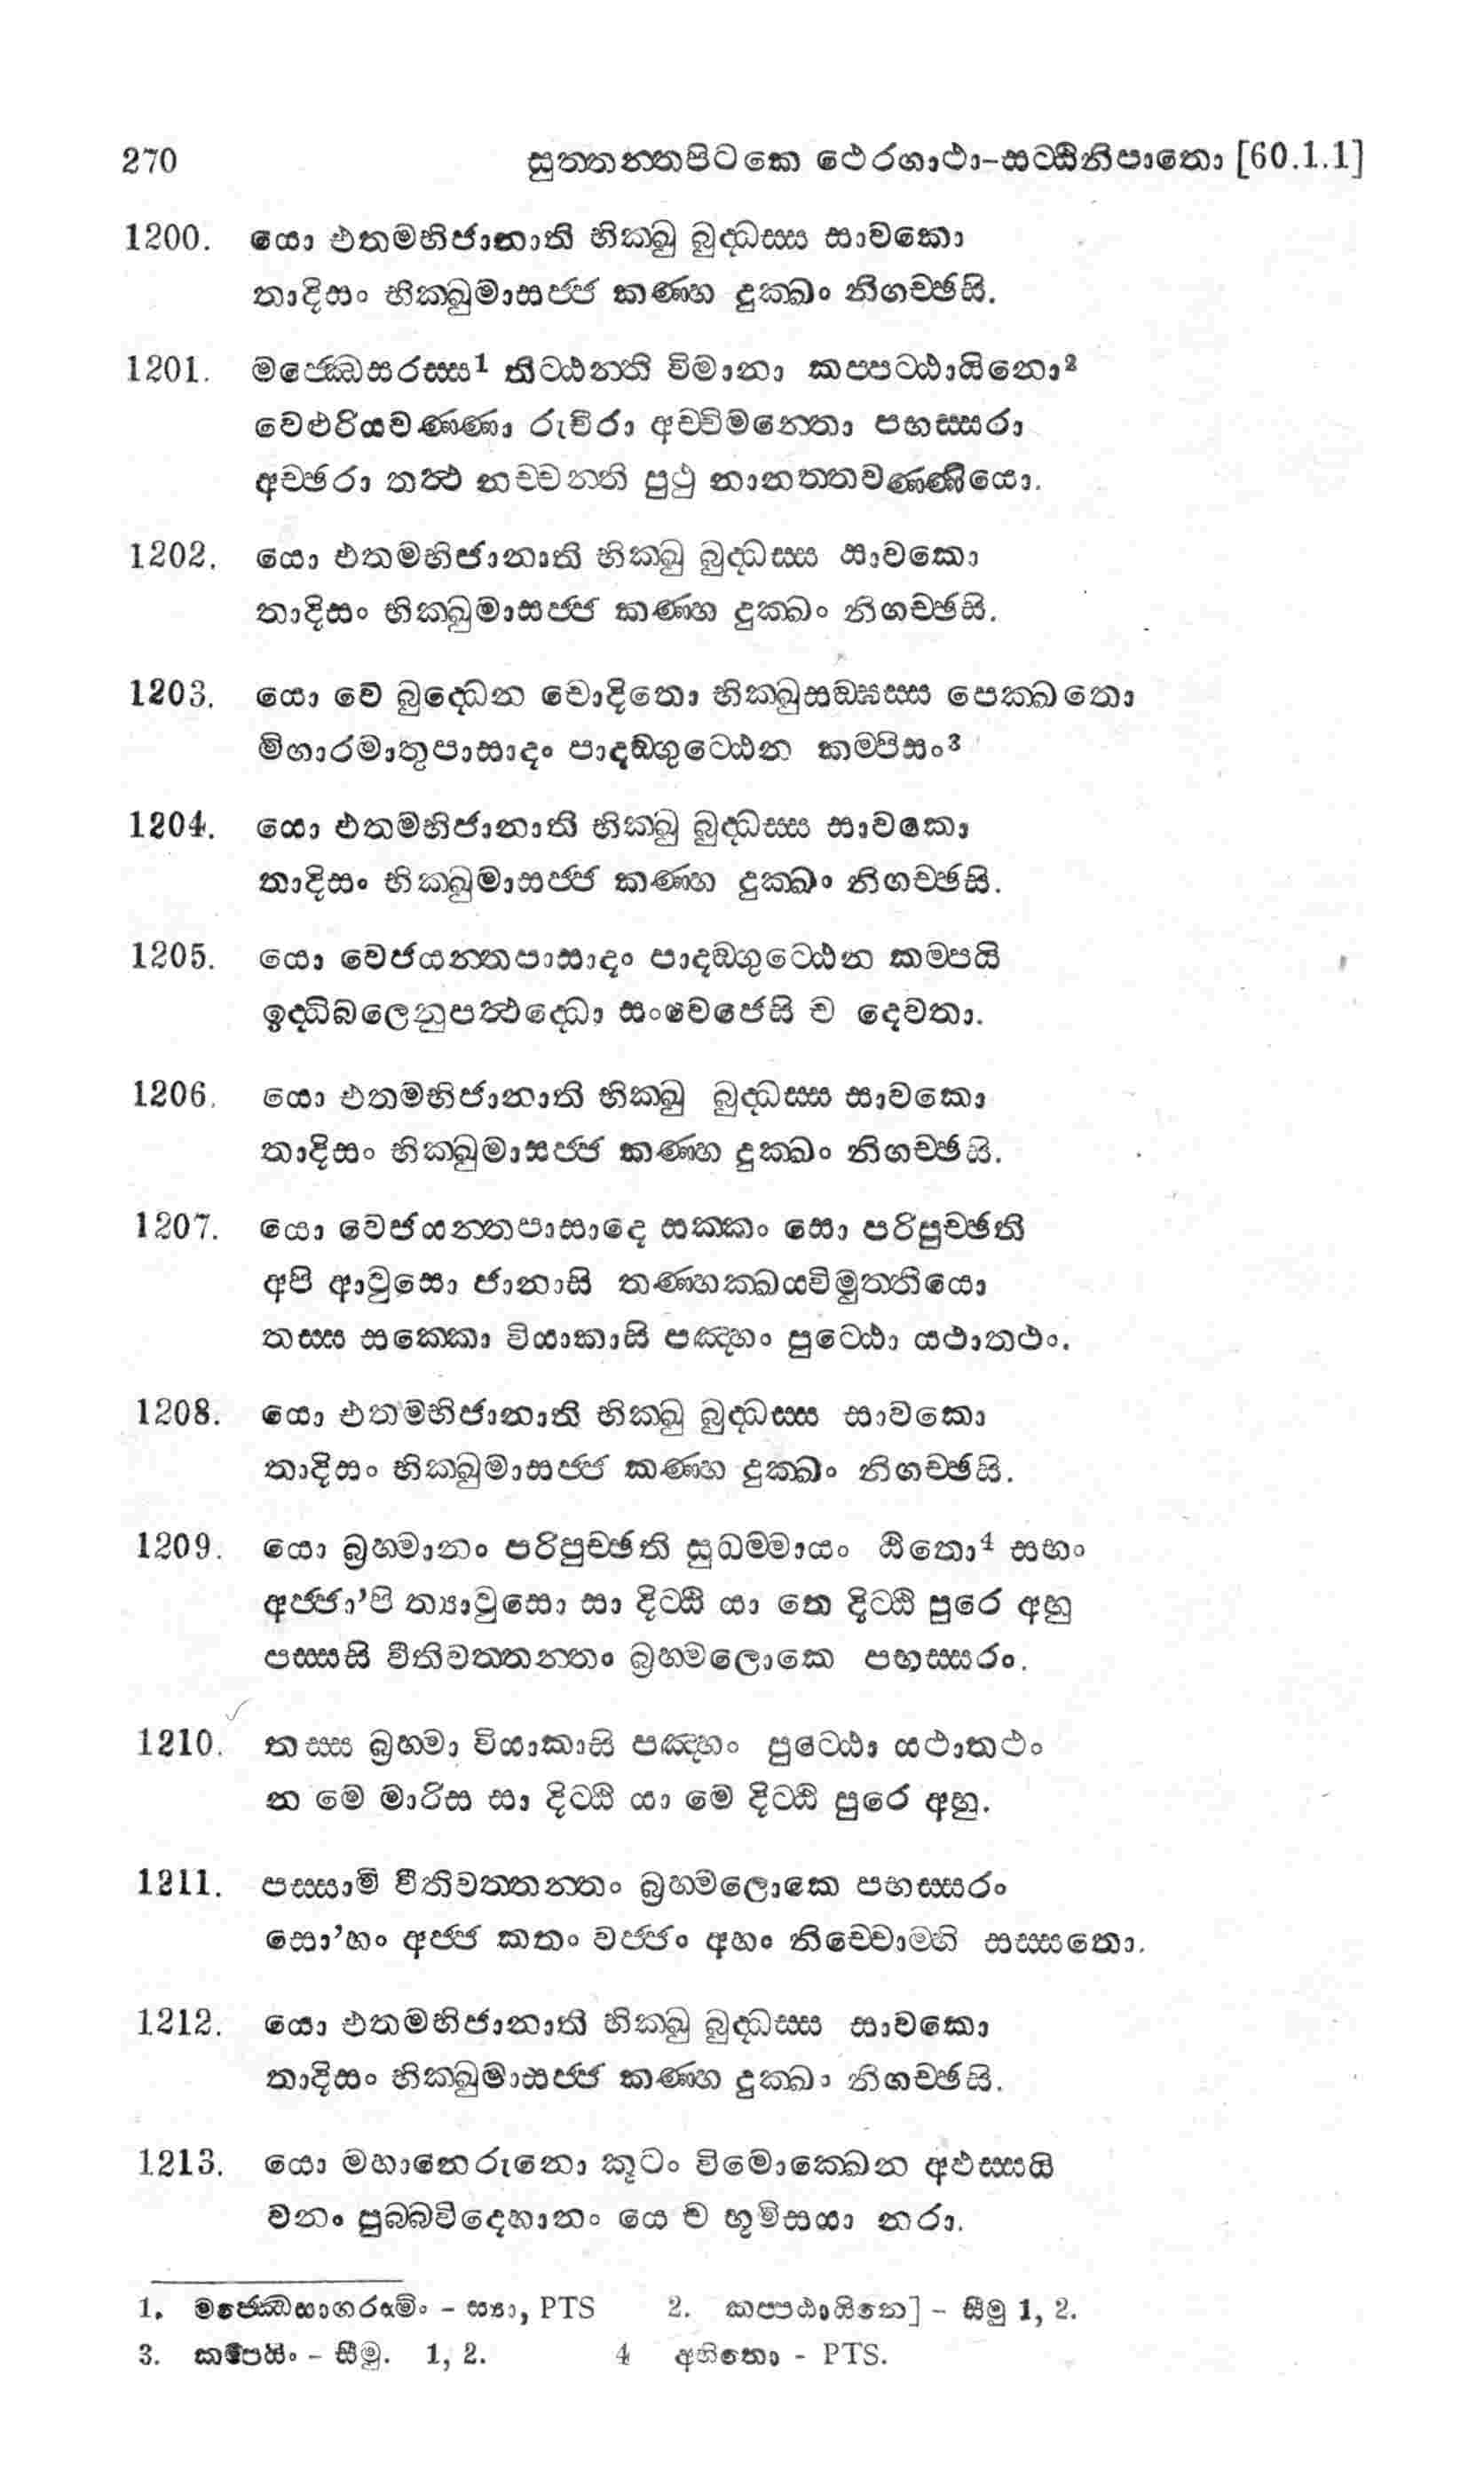 270 සුත්තන්තපිටකෙ ථෙරගාථා-සට්ඨිනිපාතො [60.1.1]
1200. යො එතමභිජානාති භික්ඛු බුද්ධස්ස සාවකො
තාදිසං භික්ඛුමාසජ්ජ කණ්හ දුක්ඛං නිගච්ඡසි.
1201. මජ්ඣෙසරස්ස¹ තිට්ඨන්ති විමානා කප්පට්ඨායිනො²
වෙළුරියවණ්ණා රුචිරා අච්චිමන්තො පභස්සරා
අච්ඡරා තත්ථ නච්චන්ති පුථු නානත්තවණ්ණියො.
1202. යො එතමභිජානාති භික්ඛු බුද්ධස්ස සාවකො
තාදිසං භික්ඛුමාසජ්ජ කණ්හ දුක්ඛං නිගච්ඡසි.
1203. යො වෙ බුද්ධෙන චොදිතො භික්ඛුසඞ්ඝස්ස පෙක්ඛතො
මිගාරමාතුපාසාදං පාදඞ්ගුට්ඨෙන කම්පිසං³
1204. යො එතමභිජානාති භික්ඛු බුද්ධස්ස සාවකො
තාදිසං භික්ඛුමාසජ්ජ කණ්හ දුක්ඛං නිගච්ඡසි.
1205. යො වෙජයන්තපාසාදං පාදඞ්ගුට්ඨෙන කම්පයි
ඉද්ධිබලෙනුපත්ථද්ධො සංවෙජෙසි ච දෙවතා.
1206. යො එතමභිජානාති භික්ඛු බුද්ධස්ස සාවකො
තාදිසං භික්ඛුමාසජ්ජ කණ්හ දුක්ඛං නිගච්ඡසි.
1207. යො වෙජයන්තපාසාදෙ සක්කං සො පරිපුච්ඡති
අපි ආවුසො ජානාසි තණ්හක්ඛයවිමුත්තියො
තස්ස සක්කො වියාකාසි පඤ්හං පුට්ඨො යථාතථං.
1208. යො එතමභිජානාති භික්ඛු බුද්ධස්ස සාවකො
තාදිසං භික්ඛුමාසජ්ජ කණ්හ දුක්ඛං නිගච්ඡසි.
1209. යො බ්‍රහ්මානං පරිපුච්ඡති සුධම්මායං ඨිතො⁴ සභං
අජ්ජා'පි ත්‍යාවුසො සා දිට්ඨි යා තෙ දිට්ඨි පුරෙ අහු
පස්සසි වීතිවත්තන්තං බ්‍රහ්මලොකෙ පභස්සරං.
1210. තස්ස බ්‍රහ්මා වියාකාසි පඤ්හං පුට්ඨො යථාතථං
න මෙ මාරිස සා දිට්ඨි යා මෙ දිට්ඨි පුරෙ අහු.
1211. පස්සාමි වීතිවත්තන්තං බ්‍රහ්මලොකෙ පභස්සරං
සො'හං අජ්ජ කතං වජ්ජං අහං නිච්චොම්හි සස්සතො.
1212. යො එතමභිජානාති භික්ඛු බුද්ධස්ස සාවකො
තාදිසං භික්ඛුමාසජ්ජ කණ්හ දුක්ඛං නිගච්ඡසි.
1213. යො මහානෙරුනො කූටං විමොක්ඛෙන අඵස්සයි
වනං පුබ්බවිදෙහානං යෙ ච භූමිසයා නරා.
1. මජ්ඣෙසාගරස්මිං - ස්‍යා, PTS 2. කප්පඨායිනො] - සීමු 1, 2.
3. කම්පයිං - සීමු. 1, 2. 4 අභිතො - PTS.